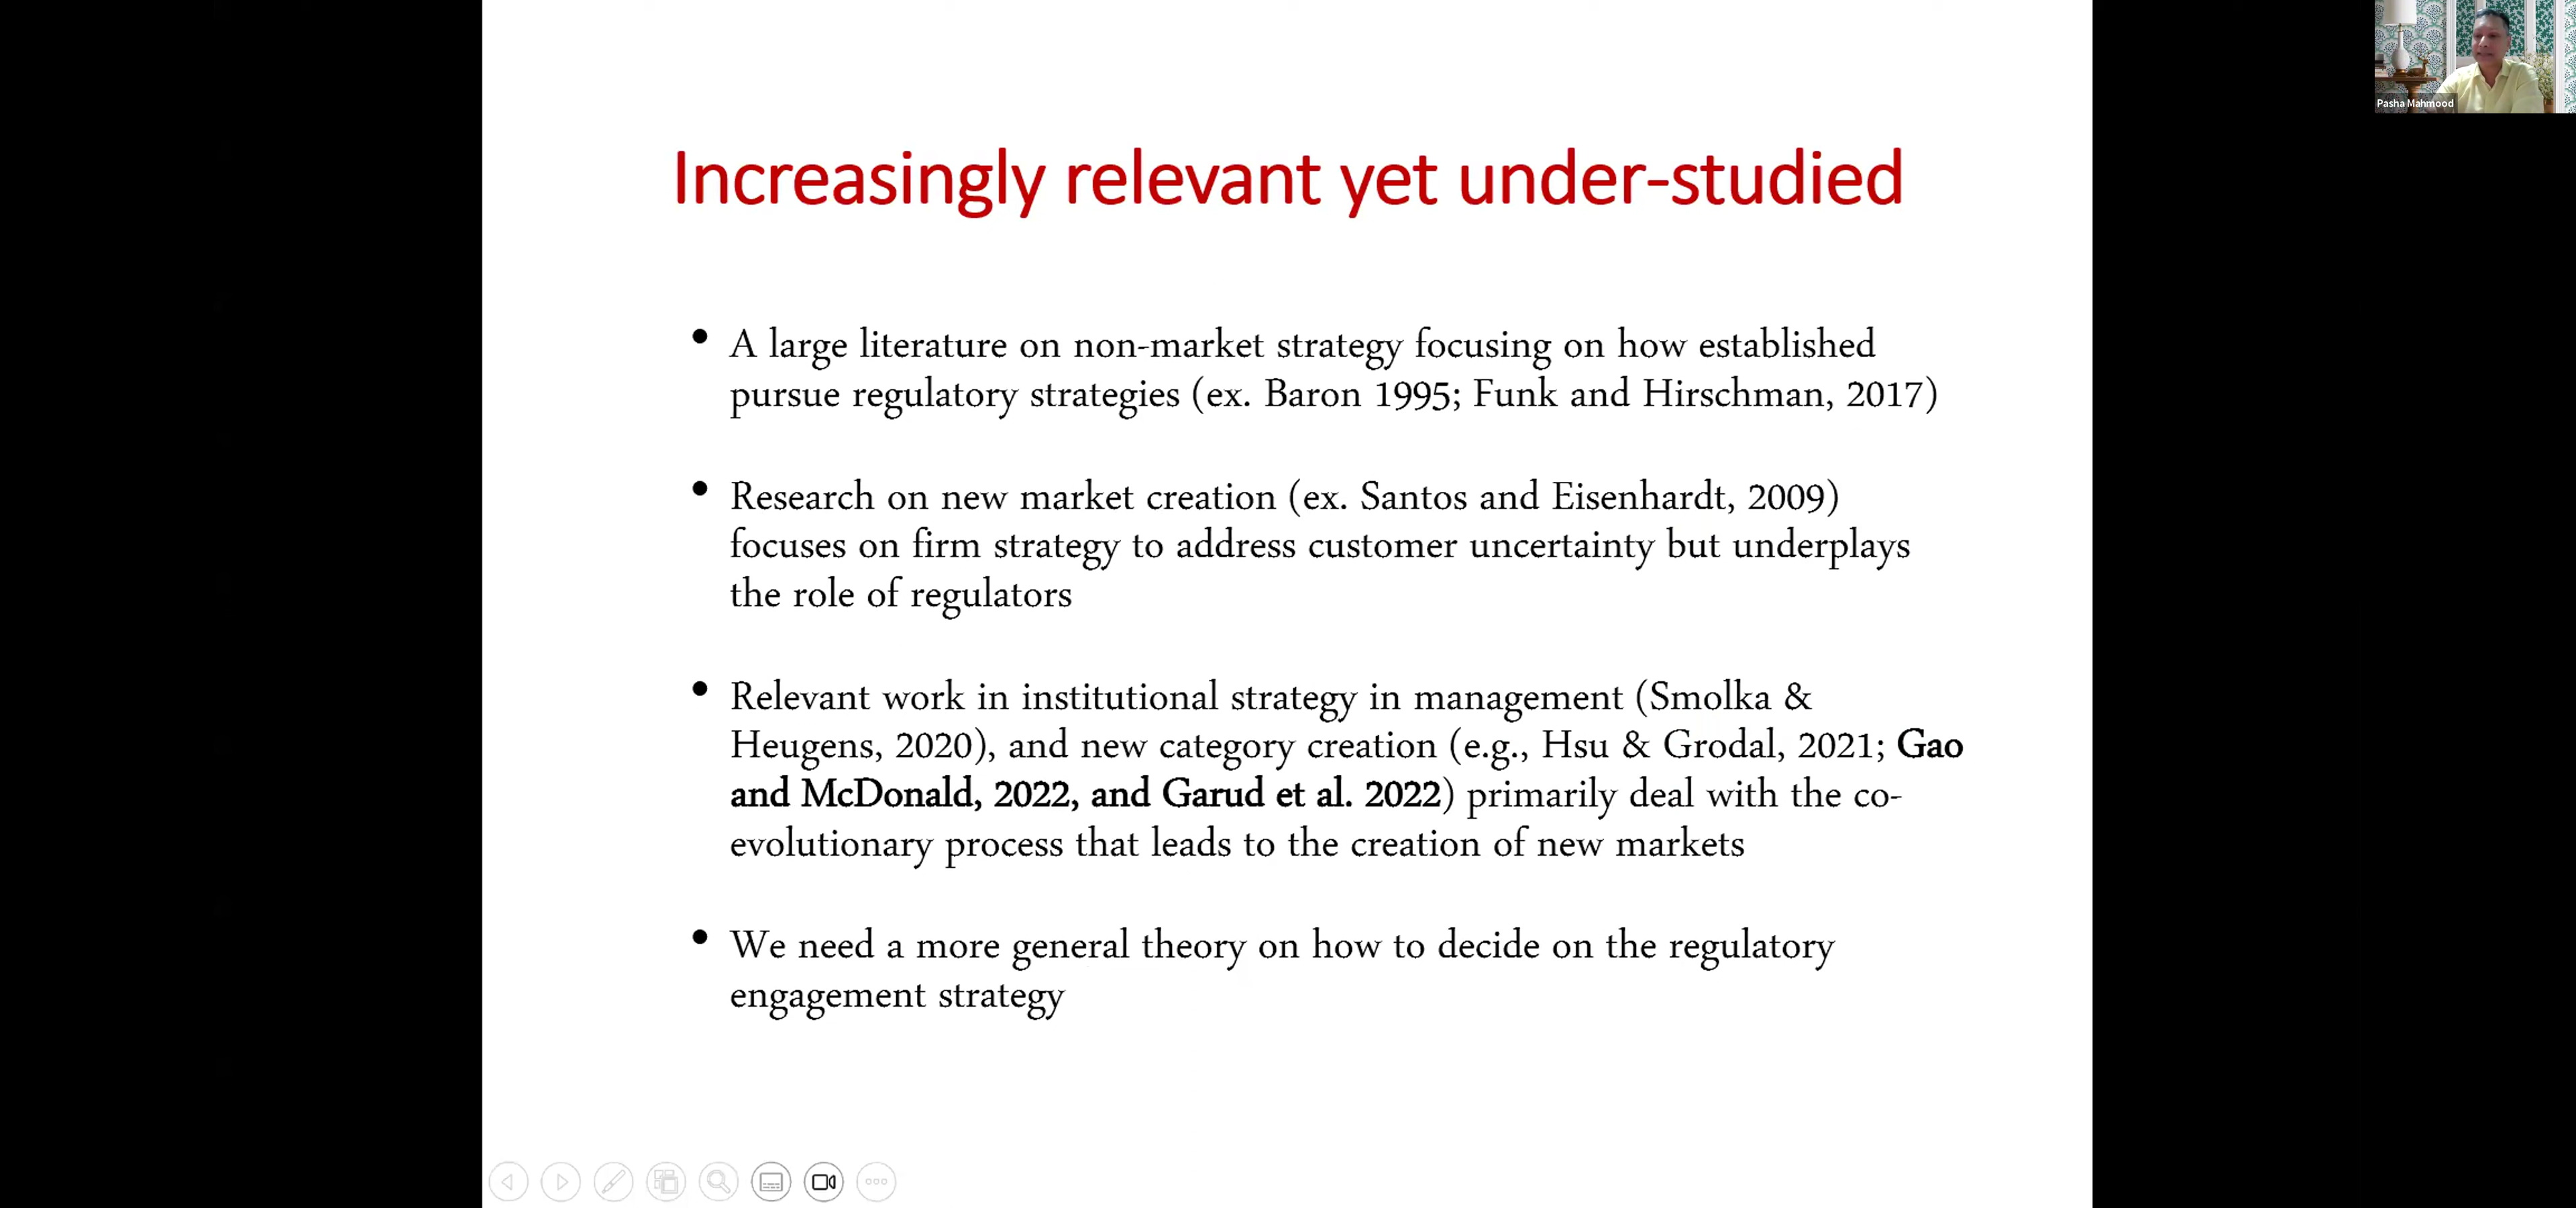 Pasha Mahmood
Increasingly relevant yet under-studied
• A large literature on non-market strategy focusing on how established
pursue regulatory strategies (ex. Baron 1995; Funk and Hirschman, 2017)
• Research on new market creation (ex. Santos and Eisenhardt, 2009)
focuses on firm strategy to address customer uncertainty but underplays
the role of regulators
• Relevant work in institutional strategy in management (Smolka &
Heugens, 2020), and new category creation (e.g., Hsu & Grodal, 2021; Gao
and McDonald, 2022, and Garud et al. 2022) primarily deal with the co-
evolutionary process that leads to the creation of new markets
• We need a more general theory on how to decide on the regulatory
engagement strategy